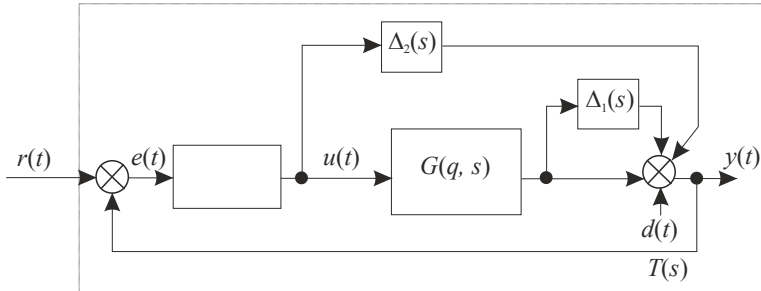 Δ₂(s)
Δ₁(s)
r(t)
e(t)
u(t)
G(q, s)
y(t)
d(t)
T(s)